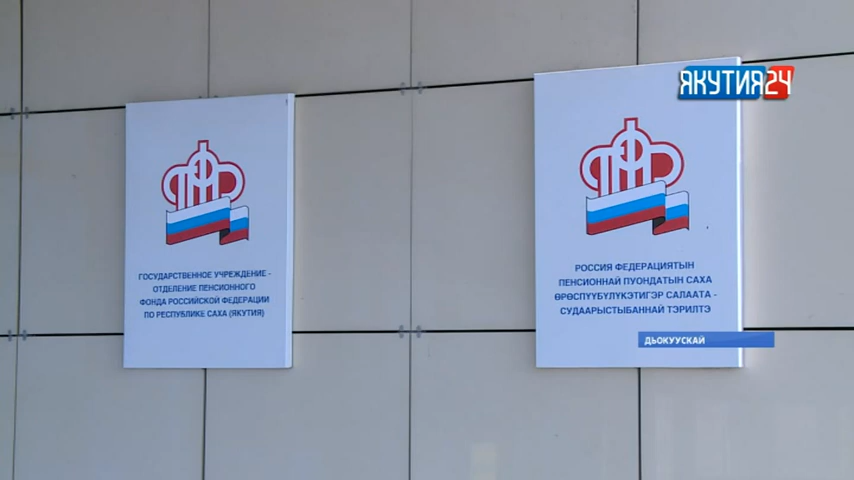 ЯКУТИЯ24
ГОСУДАРСТВЕННОЕ УЧРЕЖДЕНИЕ -
ОТДЕЛЕНИЕ ПЕНСИОННОГО
ФОНДА РОССИЙСКОЙ ФЕДЕРАЦИИ
ПО РЕСПУБЛИКЕ САХА (ЯКУТИЯ)
РОССИЯ ФЕДЕРАЦИЯТЫН
ПЕНСИОННАЙ ПУОНДАТЫН САХА
ӨРӨСПҮҮБҮЛҮКЭТИГЭР САЛААТА -
СУДААРЫСТЫБАННАЙ ТЭРИЛТЭ
ДЬОКУУСКАЙ